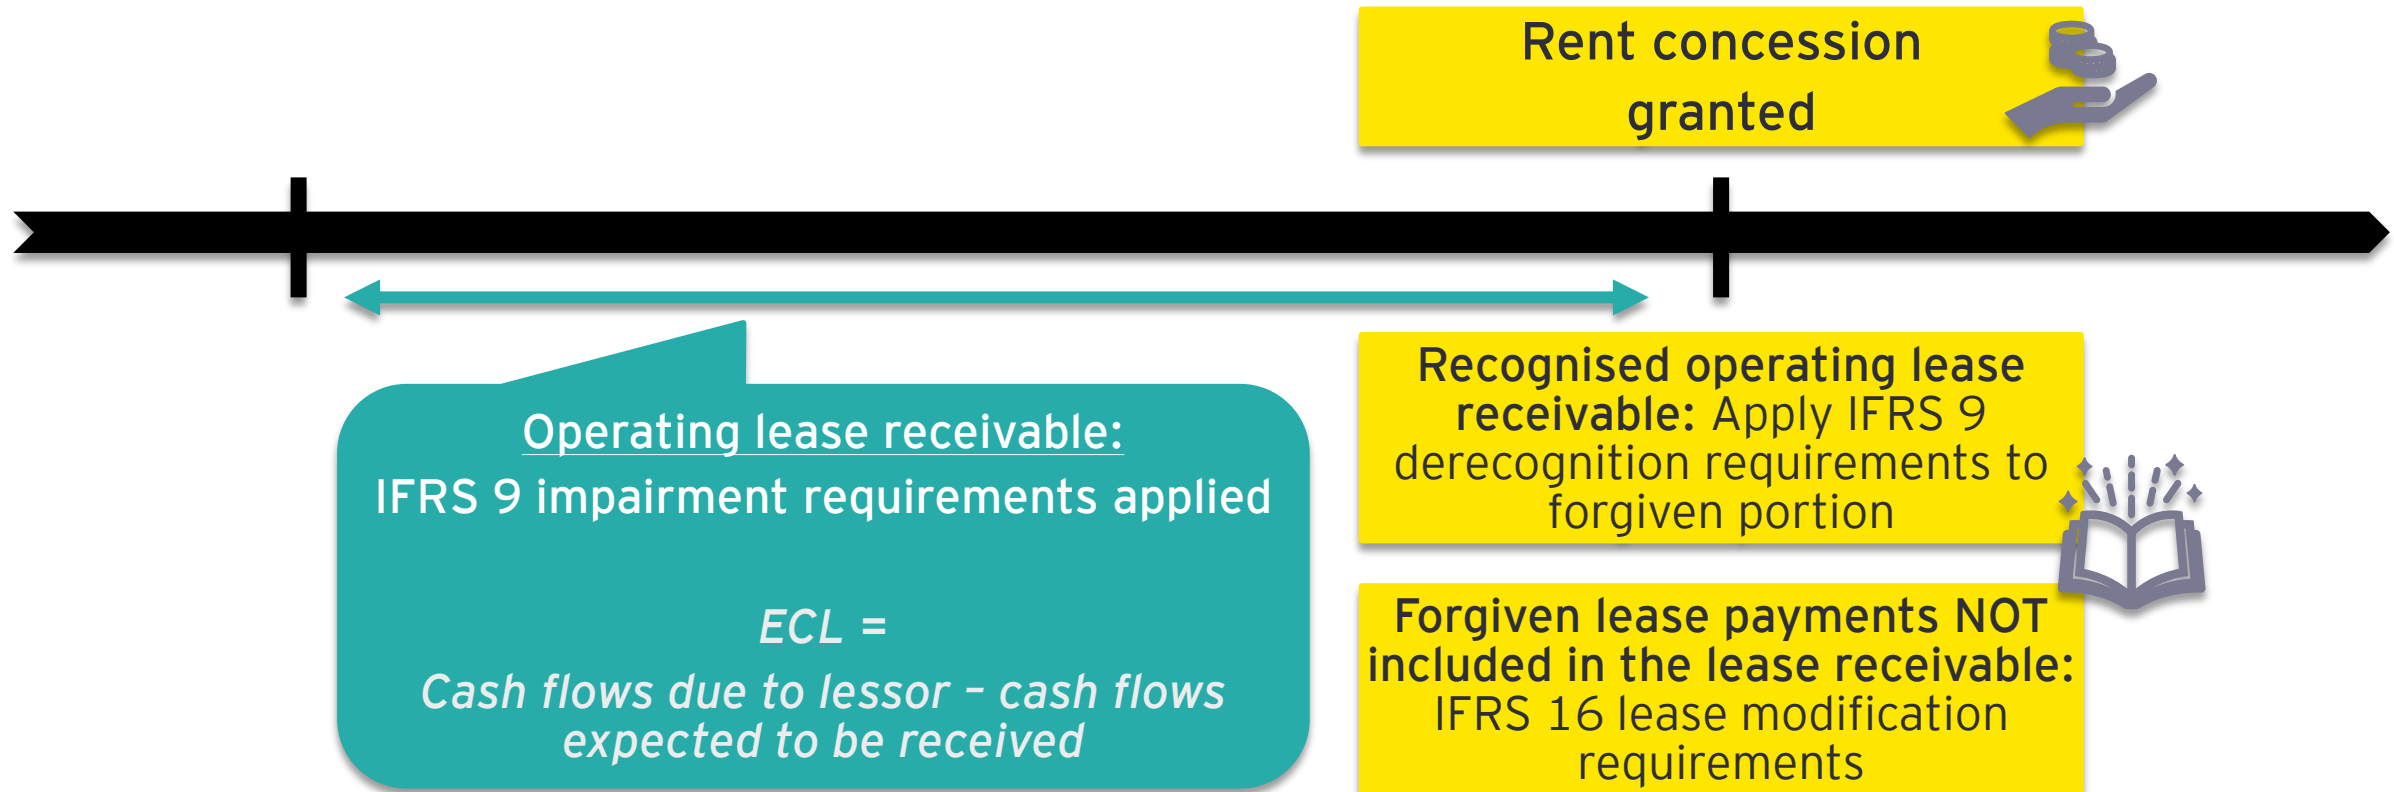 Rent concession
granted
Operating lease receivable:
IFRS 9 impairment requirements applied
ECL =
Cash flows due to lessor – cash flows
expected to be received
Recognised operating lease
receivable: Apply IFRS 9
derecognition requirements to
forgiven portion
Forgiven lease payments NOT
included in the lease receivable:
IFRS 16 lease modification
requirements